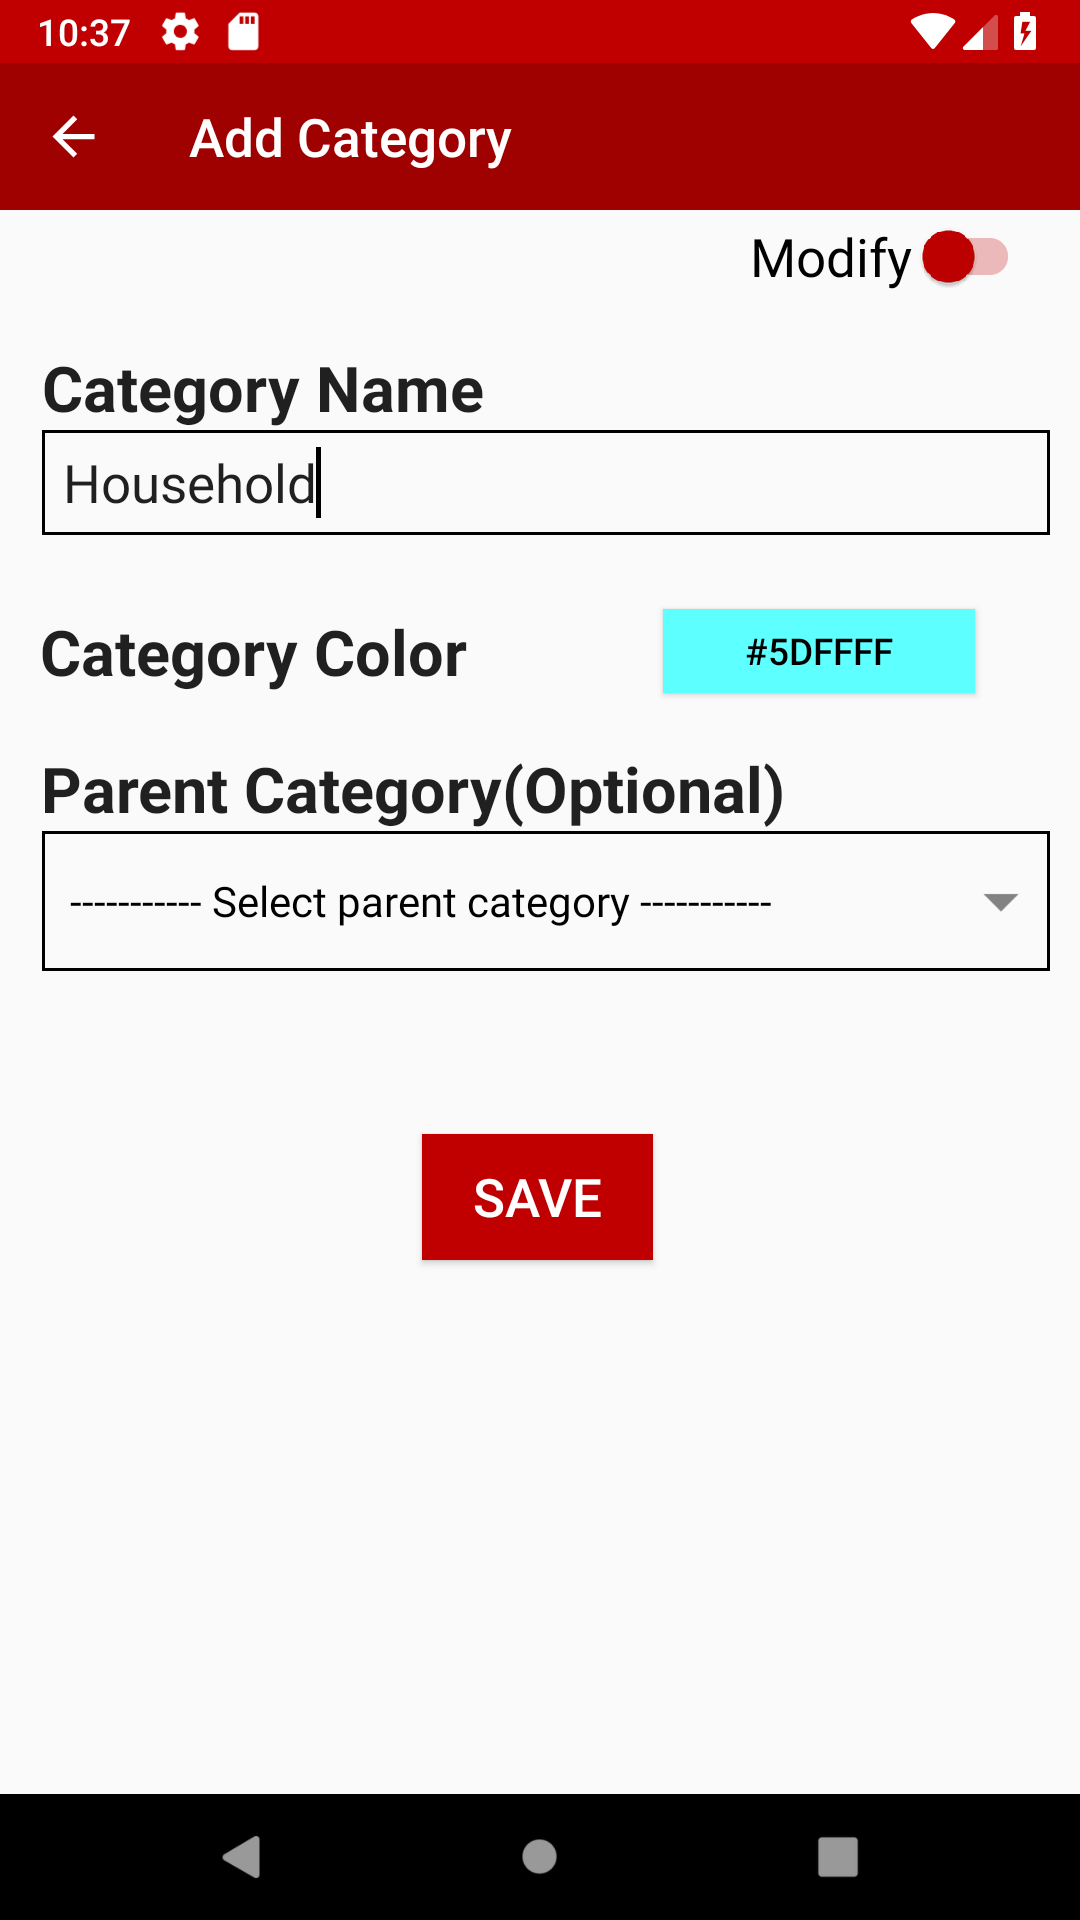 10:37
Add Category
Modify
Category Name
Household
Category Color
#5DFFFF
Parent Category(Optional)
----------- Select parent category -----------
SAVE